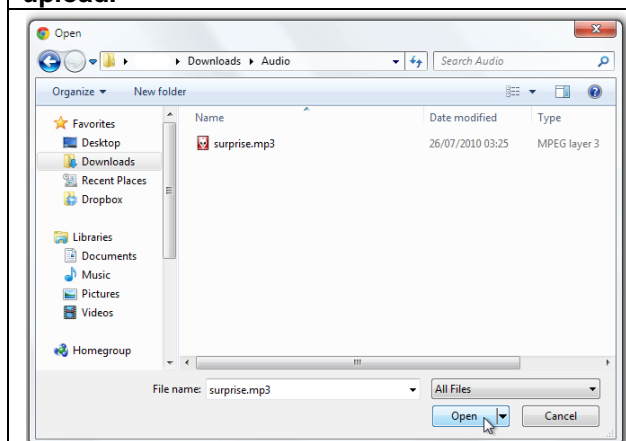 upload.
Open
Downloads Audio
Search Audio
Organize
New folder
Favorites
Desktop
Downloads
Recent Places
Dropbox
Libraries
Documents
Music
Pictures
Videos
Homegroup
Name Date modified Type
surprise.mp3 26/07/2010 03:25 MPEG layer 3
File name: surprise.mp3
All Files
Open Cancel